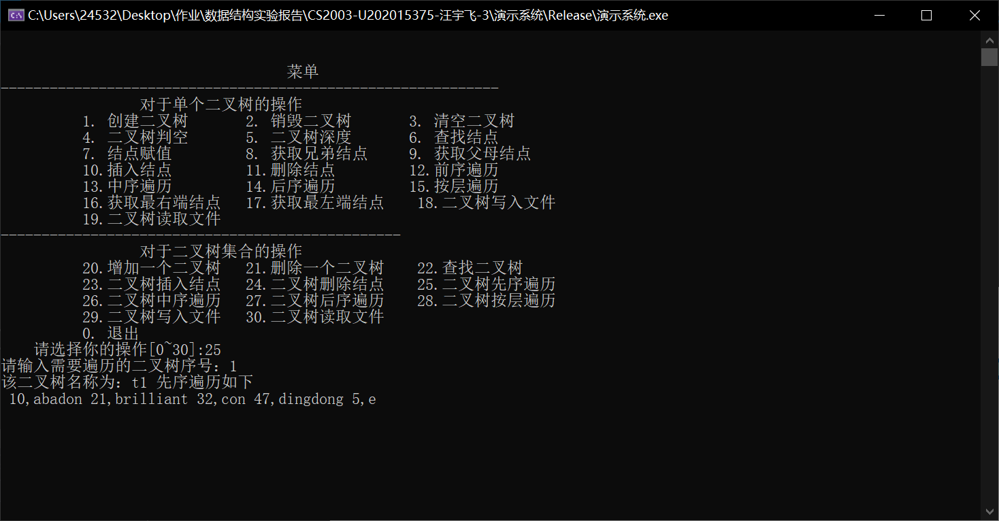 C:\Users\24532\Desktop\作业\数据结构实验报告\CS2003-U202015375-汪宇飞-3\演示系统\Release\演示系统.exe
菜单
-------------------------------------------------------------
对于单个二叉树的操作
1. 创建二叉树 2. 销毁二叉树 3. 清空二叉树
4. 二叉树判空 5. 二叉树深度 6. 查找结点
7. 结点赋值 8. 获取兄弟结点 9. 获取父母结点
10.插入结点 11.删除结点 12.前序遍历
13.中序遍历 14.后序遍历 15.按层遍历
16.获取最右端结点 17.获取最左端结点 18.二叉树写入文件
19.二叉树读取文件
-------------------------------------------------
对于二叉树集合的操作
20.增加一个二叉树 21.删除一个二叉树 22.查找二叉树
23.二叉树插入结点 24.二叉树删除结点 25.二叉树先序遍历
26.二叉树中序遍历 27.二叉树后序遍历 28.二叉树按层遍历
29.二叉树写入文件 30.二叉树读取文件
0. 退出
请选择你的操作[0~30]:25
请输入需要遍历的二叉树序号：1
该二叉树名称为：t1 先序遍历如下
10,abadon 21,brilliant 32,con 47,dingdong 5,e